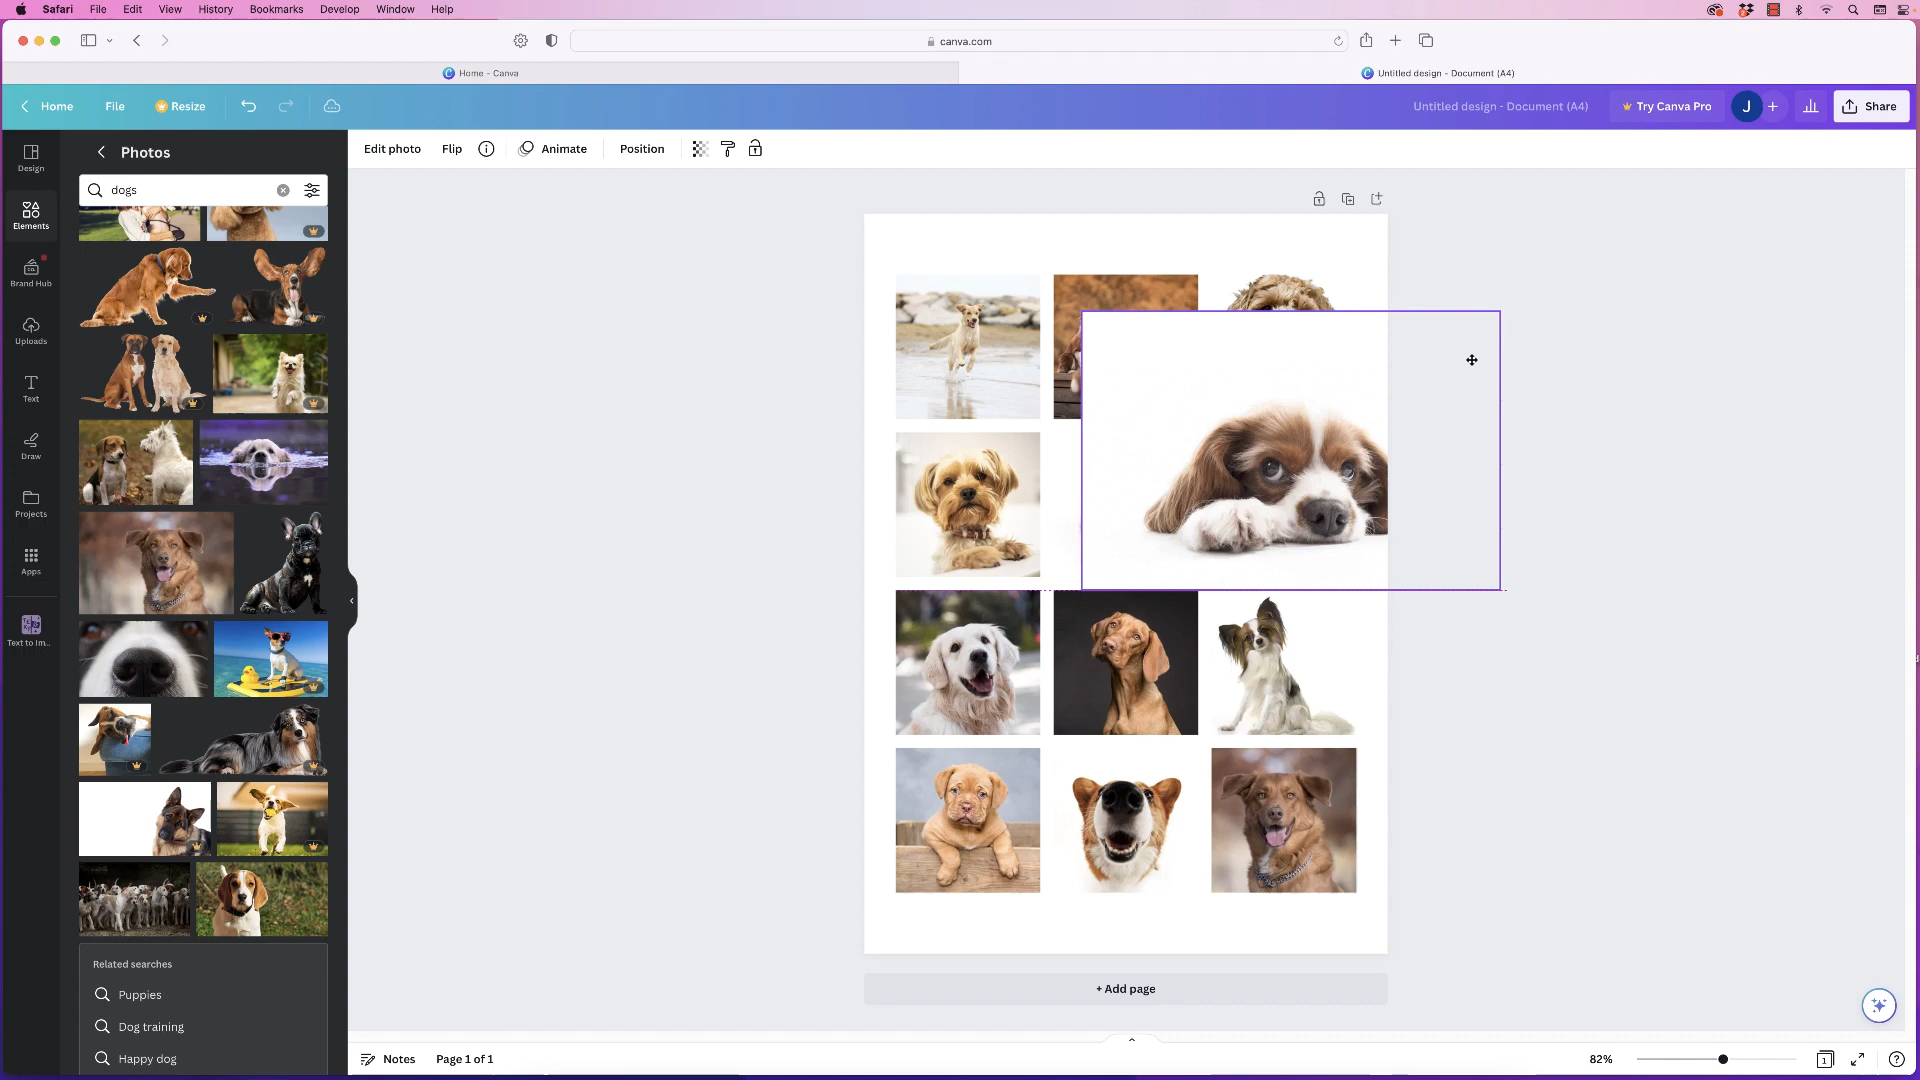 Safari File Edit View History Bookmarks Develop Window Help
canva.com
Home - Canva
Untitled design - Document (A4)
Home File Resize
Untitled design - Document (A4)
Try Canva Pro
J
Share
Design
Elements
Brand Hub
Uploads
Text
Draw
Projects
Apps
Text to Im...
Photos
dogs
Related searches
Puppies
Dog training
Happy dog
Edit photo Flip Animate Position
+ Add page
Notes Page 1 of 1
82%
1